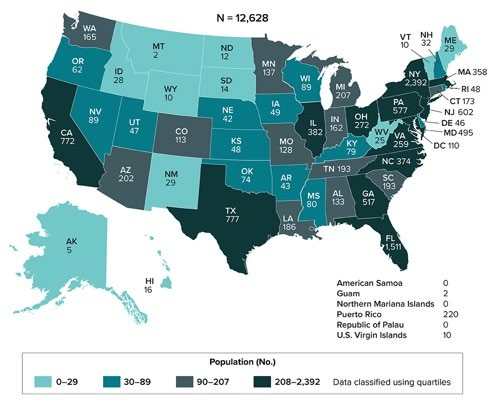 N = 12,628
WA
165
OR
62
CA
772
NV
89
ID
28
MT
2
WY
10
UT
47
AZ
202
CO
113
NM
29
ND
12
SD
14
NE
42
KS
48
OK
74
TX
777
MN
137
IA
49
MO
128
AR
43
LA
186
WI
89
IL
382
MI
207
IN
162
OH
272
KY
79
TN 193
MS
80
AL
133
GA
517
FL
1,511
SC
193
NC 374
VA
259
WV
25
PA
577
NY
2,392
VT
10
NH
32
ME
29
MA 358
RI 48
CT 173
NJ 602
DE 46
MD 495
DC 110
AK
5
HI
16
American Samoa 0
Guam 2
Northern Mariana Islands 0
Puerto Rico 220
Republic of Palau 0
U.S. Virgin Islands 10
Population (No.)
0–29 30–89 90–207 208–2,392 Data classified using quartiles